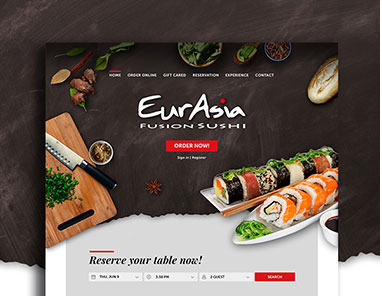 HOME ORDER ONLINE GIFT CARED RESERVATION EXPERIENCE CONTACT
EurAsia
FUSION SUSHI
ORDER NOW!
Sign in | Register
Reserve your table now!
THU, JUN 9 3:30 PM 2 GUEST SEARCH